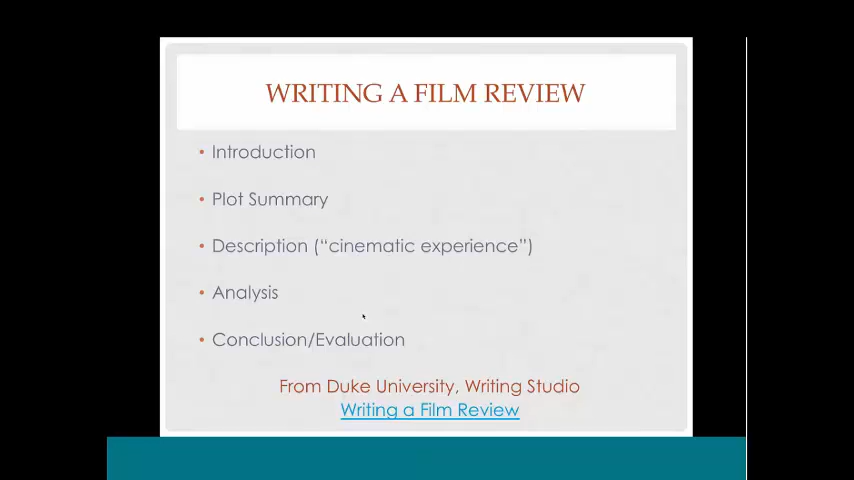 WRITING A FILM REVIEW
• Introduction
• Plot Summary
• Description (“cinematic experience”)
• Analysis
• Conclusion/Evaluation
From Duke University, Writing Studio
Writing a Film Review